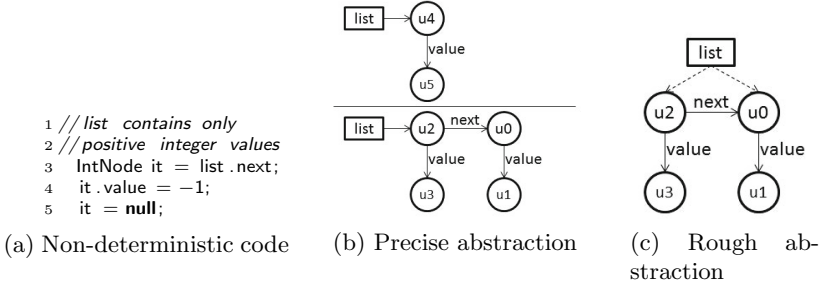 1 // list contains only
2 // positive integer values
3 IntNode it = list.next;
4 it.value = −1;
5 it = null;
(a) Non-deterministic code
list u4
value
u5
list u2 next u0
value value
u3 u1
(b) Precise abstraction
list
u2 next u0
value value
u3 u1
(c) Rough ab-
straction